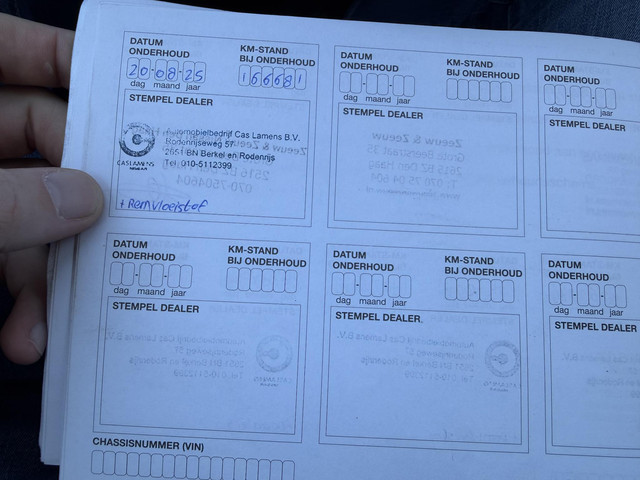 DATUM ONDERHOUD
KM-STAND BIJ ONDERHOUD
20-08-25
166681
dag maand jaar
STEMPEL DEALER
Automobielbedrijf Cas Lamens B.V.
Rodenrijseweg 57
2651 BN Berkel en Rodenrijs
Tel: 010-5112399
CAS LAMENS
+ Remvloeistof
DATUM ONDERHOUD
KM-STAND BIJ ONDERHOUD
dag maand jaar
STEMPEL DEALER
Zeeuw & Zeeuw
DATUM ONDERHOUD
dag maand jaar
STEMPEL DEALER
DATUM ONDERHOUD
KM-STAND BIJ ONDERHOUD
dag maand jaar
STEMPEL DEALER
DATUM ONDERHOUD
KM-STAND BIJ ONDERHOUD
dag maand jaar
STEMPEL DEALER
DATUM ONDERHOUD
dag maand jaar
STEMPEL DEALER
CHASSISNUMMER (VIN)